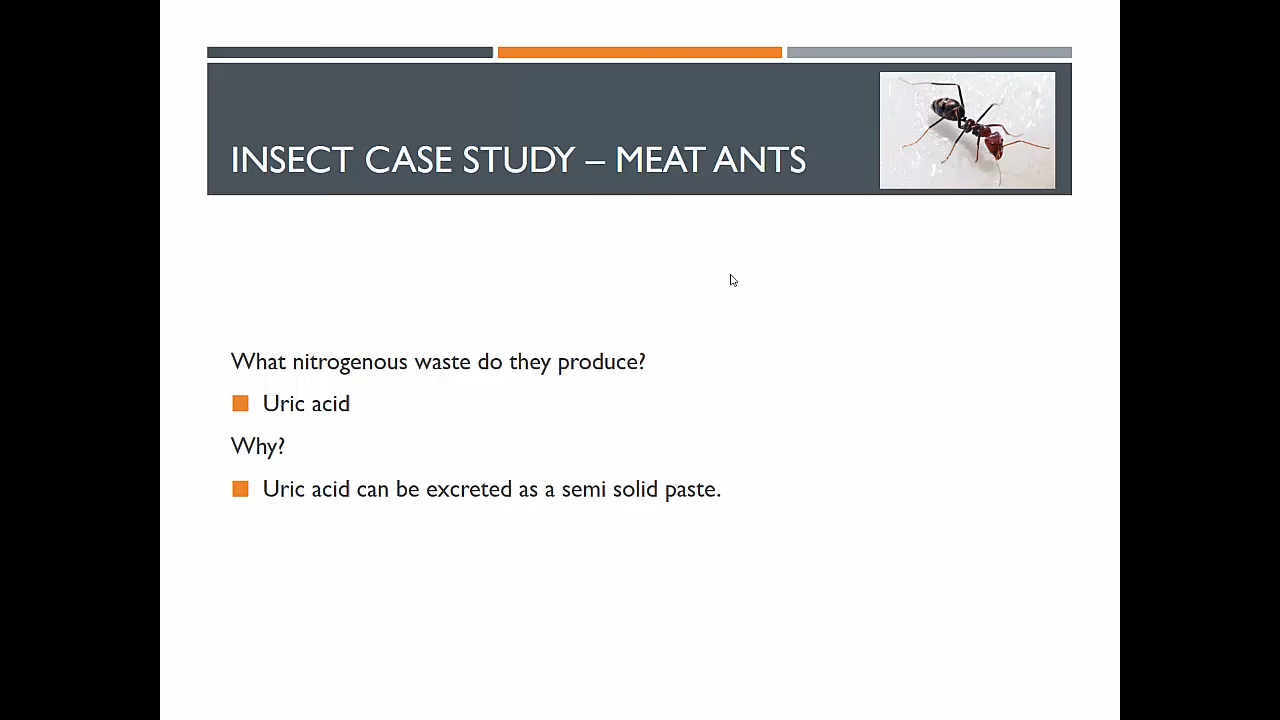 INSECT CASE STUDY – MEAT ANTS
What nitrogenous waste do they produce?
Uric acid
Why?
Uric acid can be excreted as a semi solid paste.